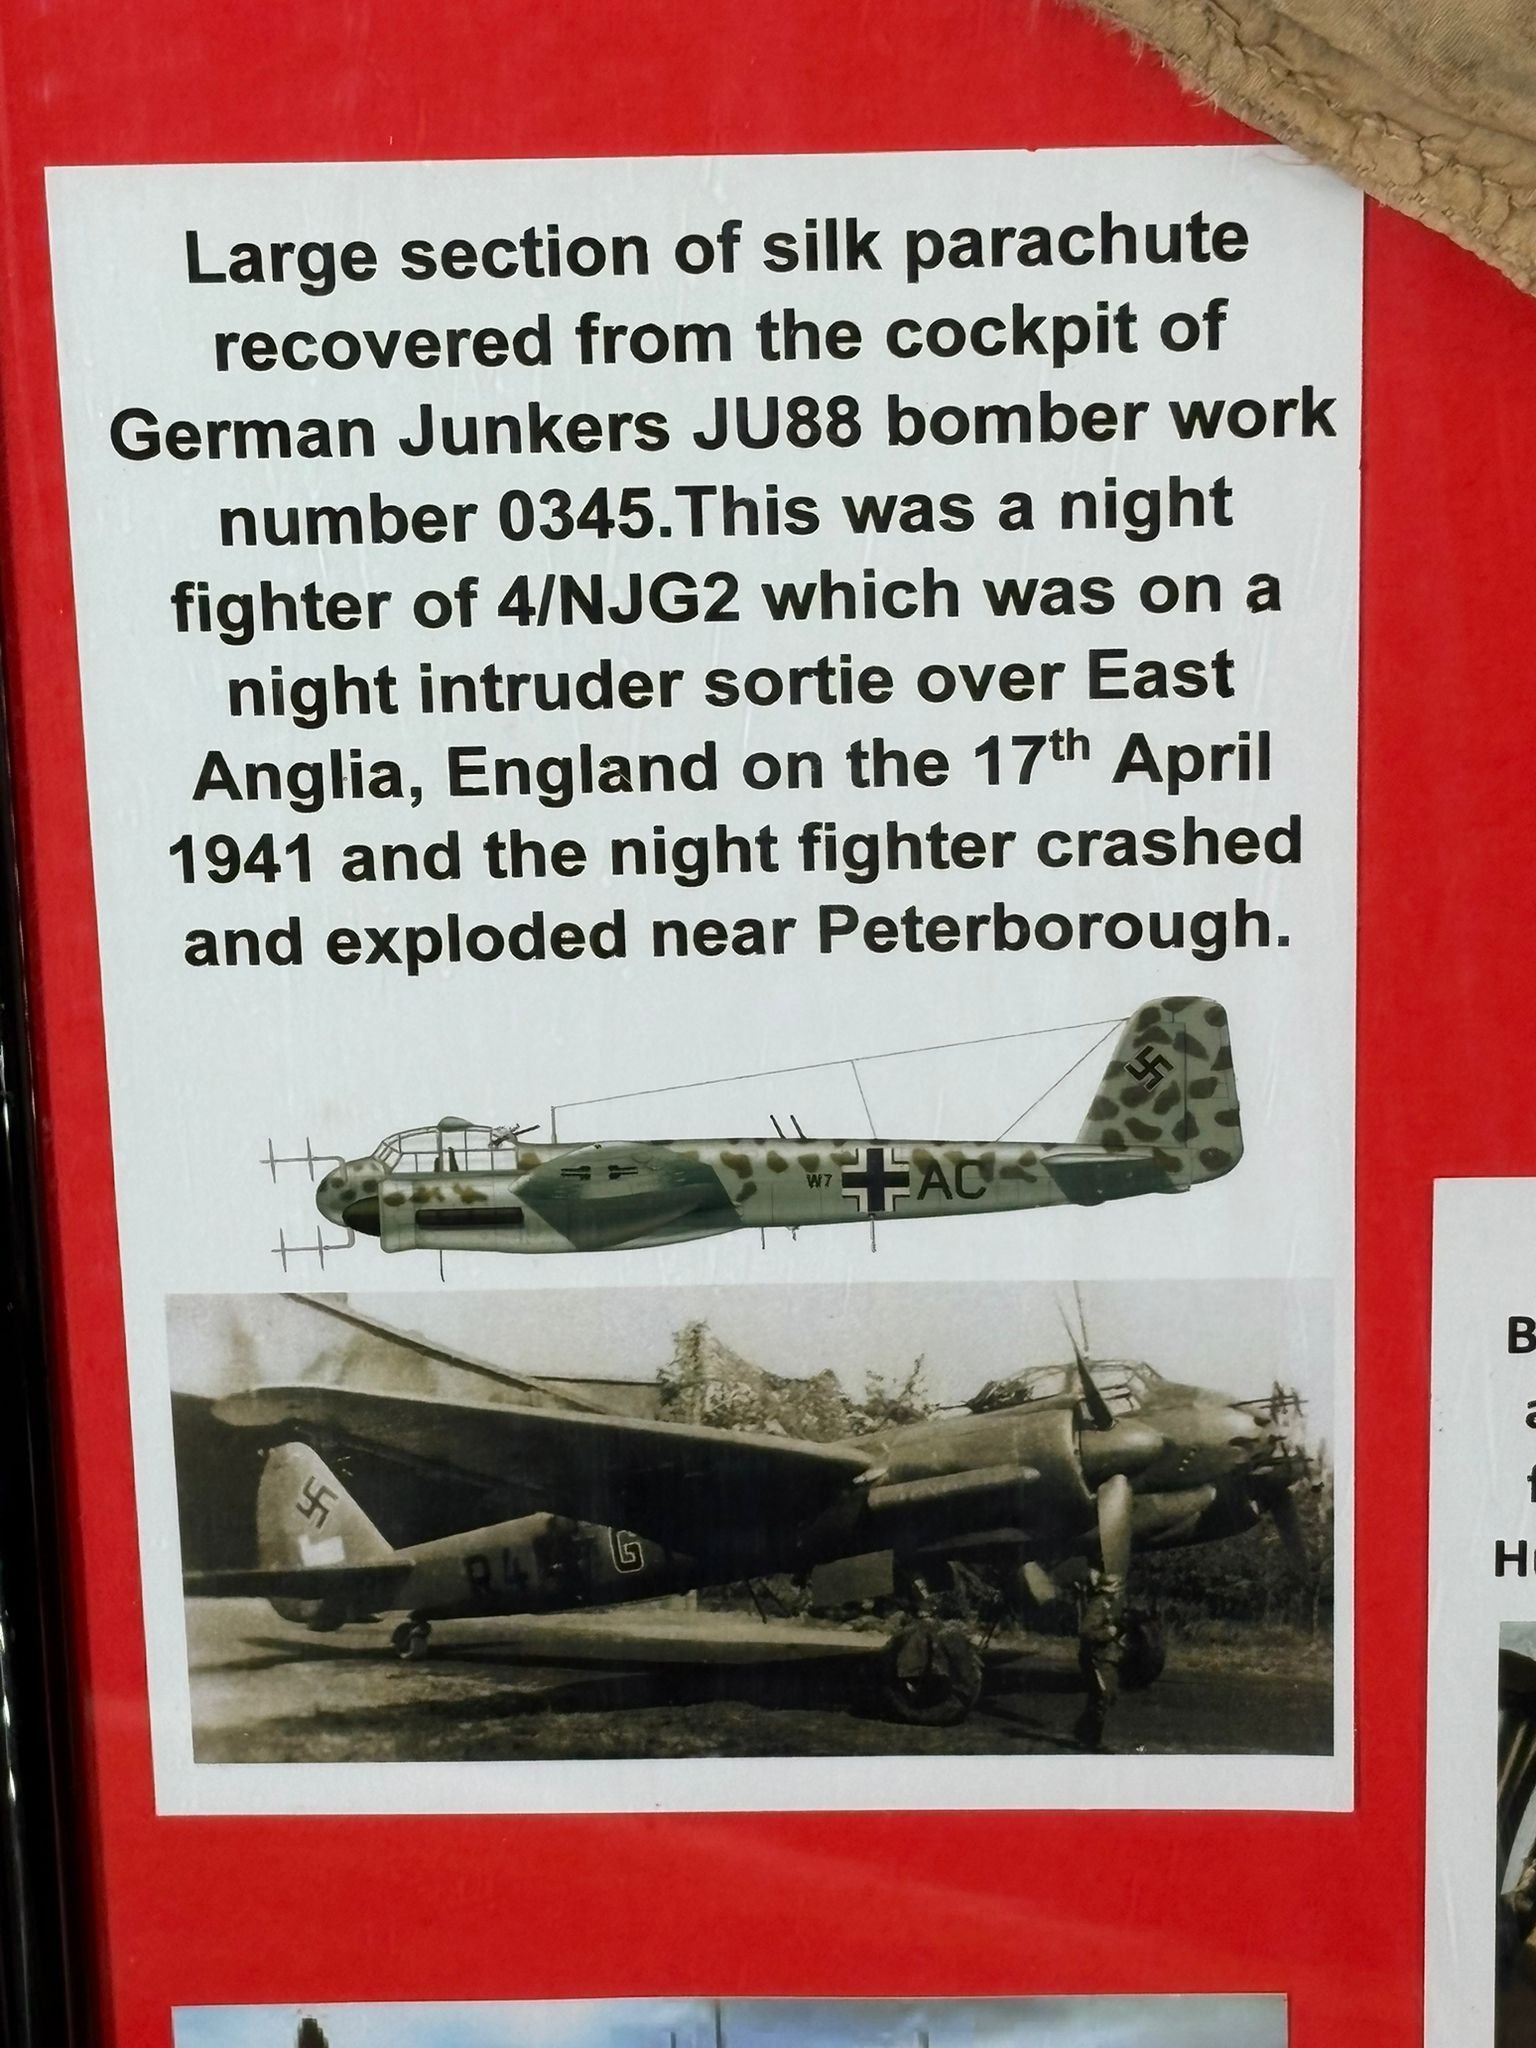 Large section of silk parachute
recovered from the cockpit of
German Junkers JU88 bomber work
number 0345.This was a night
fighter of 4/NJG2 which was on a
night intruder sortie over East
Anglia, England on the 17th April
1941 and the night fighter crashed
and exploded near Peterborough.
W7 AC
R4 G
B
a
f